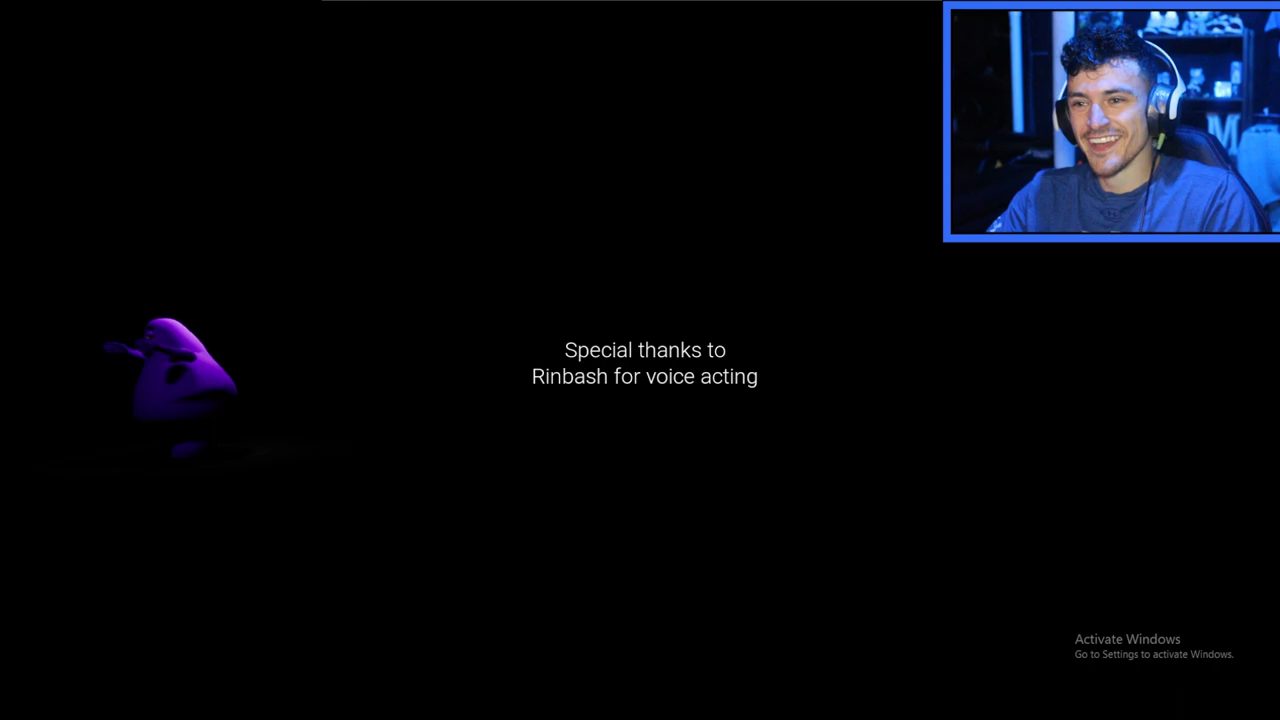 M
Special thanks to
Rinbash for voice acting
Activate Windows
Go to Settings to activate Windows.